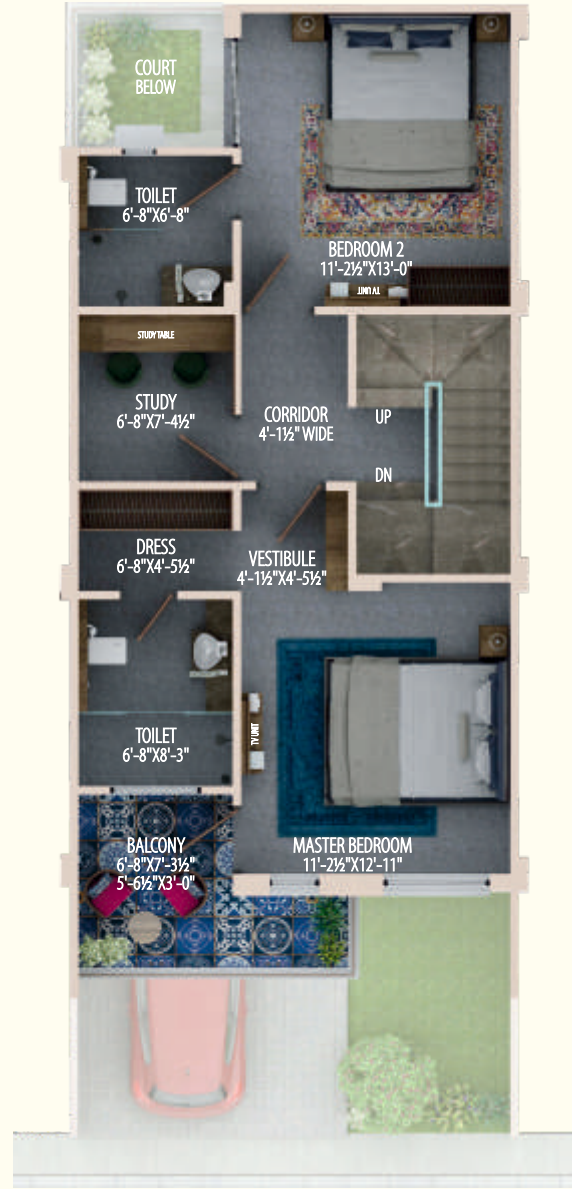 COURT
BELOW
TOILET
6'-8"X6'-8"
BEDROOM 2
11'-2½"X13'-0"
TV UNIT
STUDY TABLE
STUDY
6'-8"X7'-4½"
CORRIDOR
4'-1½" WIDE
UP
DN
DRESS
6'-8"X4'-5½"
VESTIBULE
4'-1½"X4'-5½"
TOILET
6'-8"X8'-3"
TV UNIT
BALCONY
6'-8"X7'-3½"
5'-6½"X3'-0"
MASTER BEDROOM
11'-2½"X12'-11"